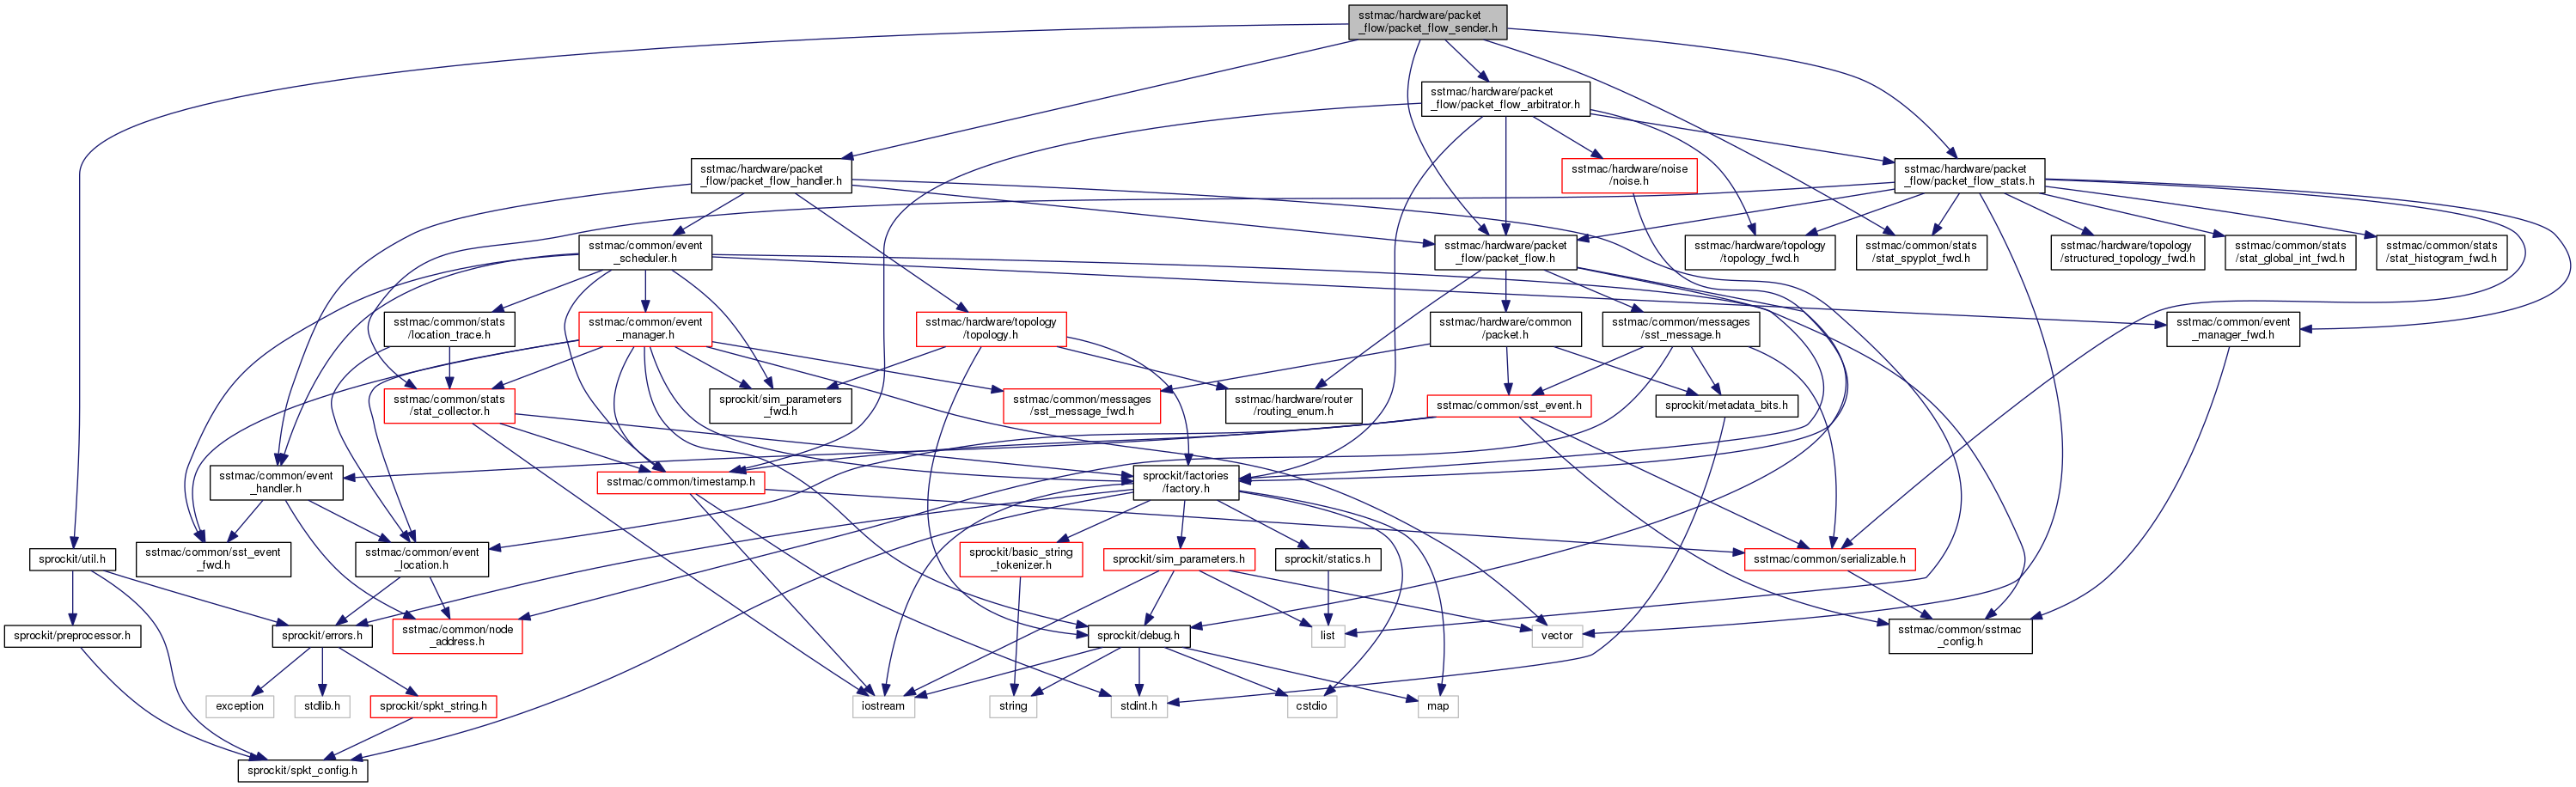 sstmac/hardware/packet
_flow/packet_flow_sender.h
sstmac/hardware/packet
_flow/packet_flow_arbitrator.h
sstmac/hardware/packet
_flow/packet_flow_handler.h
sstmac/hardware/noise
/noise.h
sstmac/hardware/packet
_flow/packet_flow_stats.h
sstmac/common/event
_scheduler.h
sstmac/hardware/packet
_flow/packet_flow.h
sstmac/hardware/topology
/topology_fwd.h
sstmac/common/stats
/stat_spyplot_fwd.h
sstmac/hardware/topology
/structured_topology_fwd.h
sstmac/common/stats
/stat_global_int_fwd.h
sstmac/common/stats
/stat_histogram_fwd.h
sstmac/common/stats
/location_trace.h
sstmac/common/event
_manager.h
sstmac/hardware/topology
/topology.h
sstmac/hardware/common
/packet.h
sstmac/common/messages
/sst_message.h
sstmac/common/event
_manager_fwd.h
sstmac/common/stats
/stat_collector.h
sprockit/sim_parameters
_fwd.h
sstmac/common/messages
/sst_message_fwd.h
sstmac/hardware/router
/routing_enum.h
sstmac/common/sst_event.h
sprockit/metadata_bits.h
sstmac/common/event
_handler.h
sstmac/common/timestamp.h
sprockit/factories
/factory.h
sprockit/util.h
sstmac/common/sst_event
_fwd.h
sstmac/common/event
_location.h
sprockit/basic_string
_tokenizer.h
sprockit/sim_parameters.h
sprockit/statics.h
sstmac/common/serializable.h
sprockit/preprocessor.h
sprockit/errors.h
sstmac/common/node
_address.h
sprockit/debug.h
list
vector
sstmac/common/sstmac
_config.h
exception
stdlib.h
sprockit/spkt_string.h
iostream
string
stdint.h
cstdio
map
sprockit/spkt_config.h